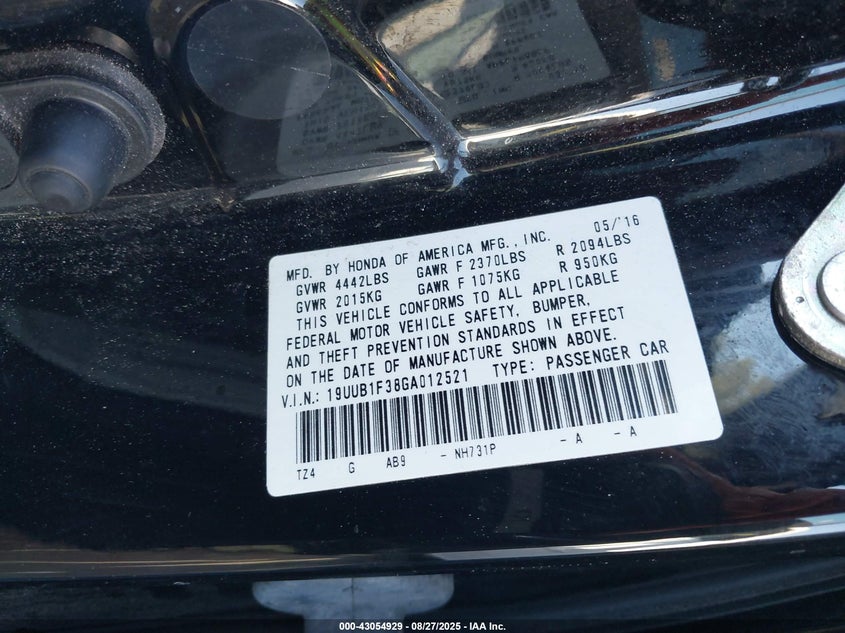 MFD. BY HONDA OF AMERICA MFG., INC. 05/'16
GVWR 4442LBS GAWR F 2370LBS R 2094LBS
GVWR 2015KG GAWR F 1075KG R 950KG
THIS VEHICLE CONFORMS TO ALL APPLICABLE
FEDERAL MOTOR VEHICLE SAFETY, BUMPER,
AND THEFT PREVENTION STANDARDS IN EFFECT
ON THE DATE OF MANUFACTURE SHOWN ABOVE.
V.I.N.: 19UUB1F38GA012521 TYPE: PASSENGER CAR
TZ4 G AB9 - NH731P - A - A
000-43054929 - 08/27/2025 - IAA Inc.